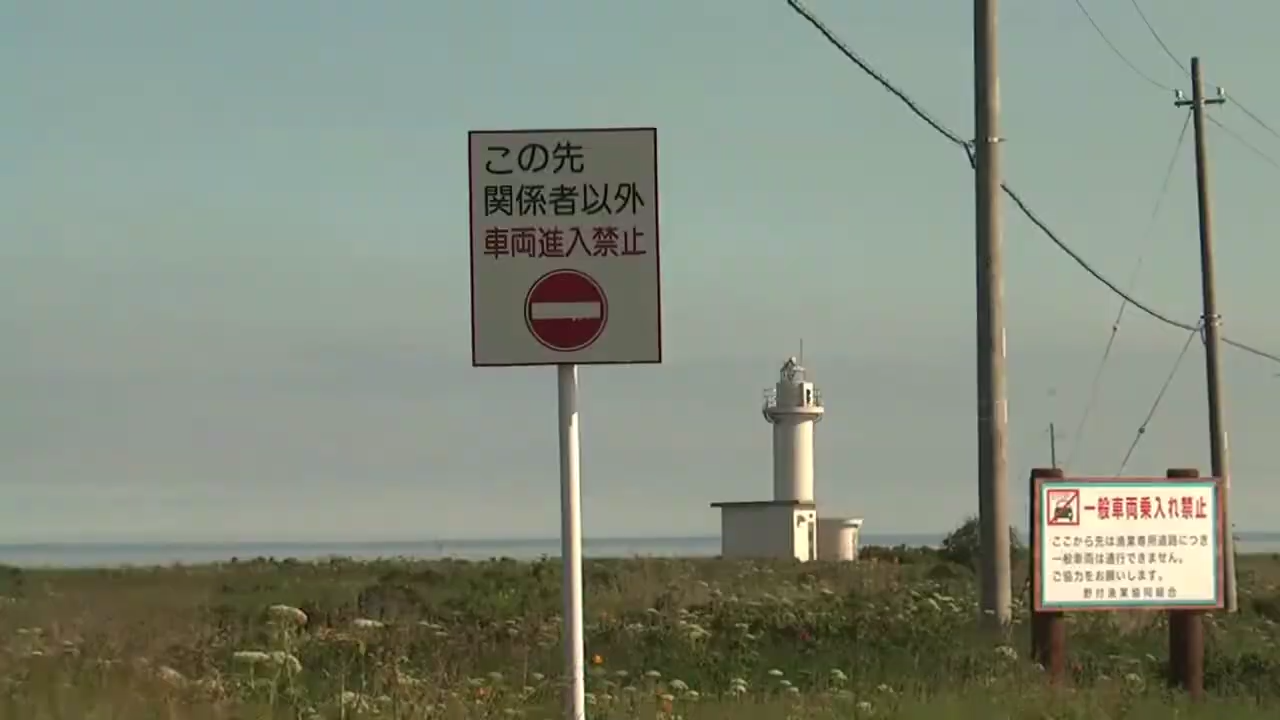 この先
関係者以外
車両進入禁止
一般車両乗入れ禁止
ここから先は漁業専用道路につき
一般車両は通行できません。
ご協力をお願いします。
野付漁業協同組合